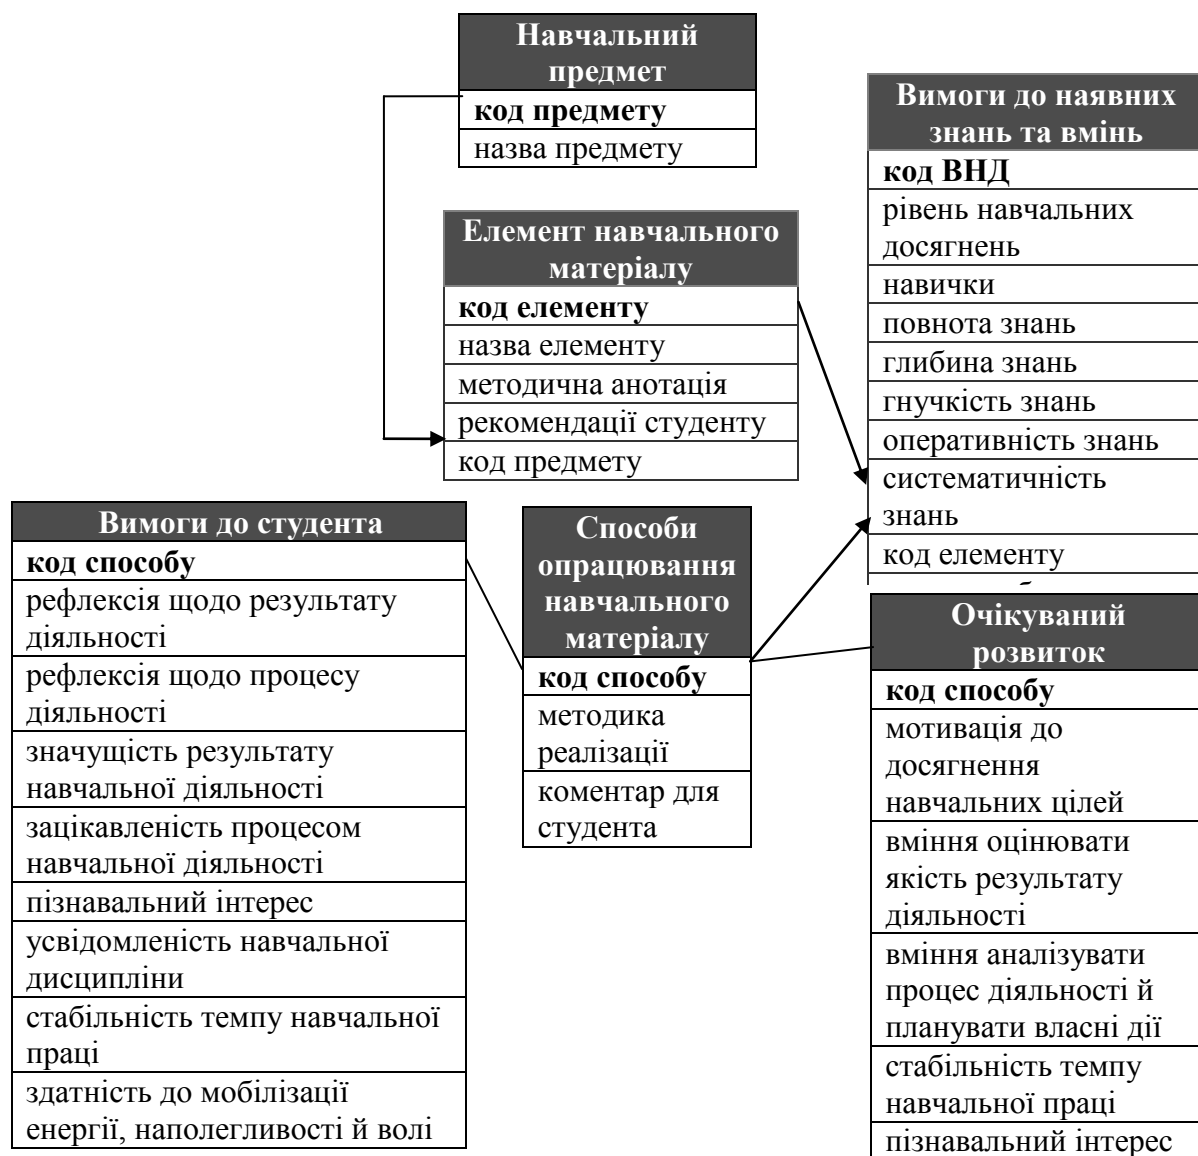 Навчальний
предмет
код предмету
назва предмету
Вимоги до наявних
знань та вмінь
код ВНД
рівень навчальних
досягнень
навички
повнота знань
глибина знань
гнучкість знань
оперативність знань
систематичність
знань
код елементу
Елемент навчального
матеріалу
код елементу
назва елементу
методична анотація
рекомендації студенту
код предмету
Вимоги до студента
код способу
рефлексія щодо результату
діяльності
рефлексія щодо процесу
діяльності
значущість результату
навчальної діяльності
зацікавленість процесом
навчальної діяльності
пізнавальний інтерес
усвідомленість навчальної
дисципліни
стабільність темпу навчальної
праці
здатність до мобілізації
енергії, наполегливості й волі
Способи
опрацювання
навчального
матеріалу
код способу
методика
реалізації
коментар для
студента
Очікуваний
розвиток
код способу
мотивація до
досягнення
навчальних цілей
вміння оцінювати
якість результату
діяльності
вміння аналізувати
процес діяльності й
планувати власні дії
стабільність темпу
навчальної праці
пізнавальний інтерес